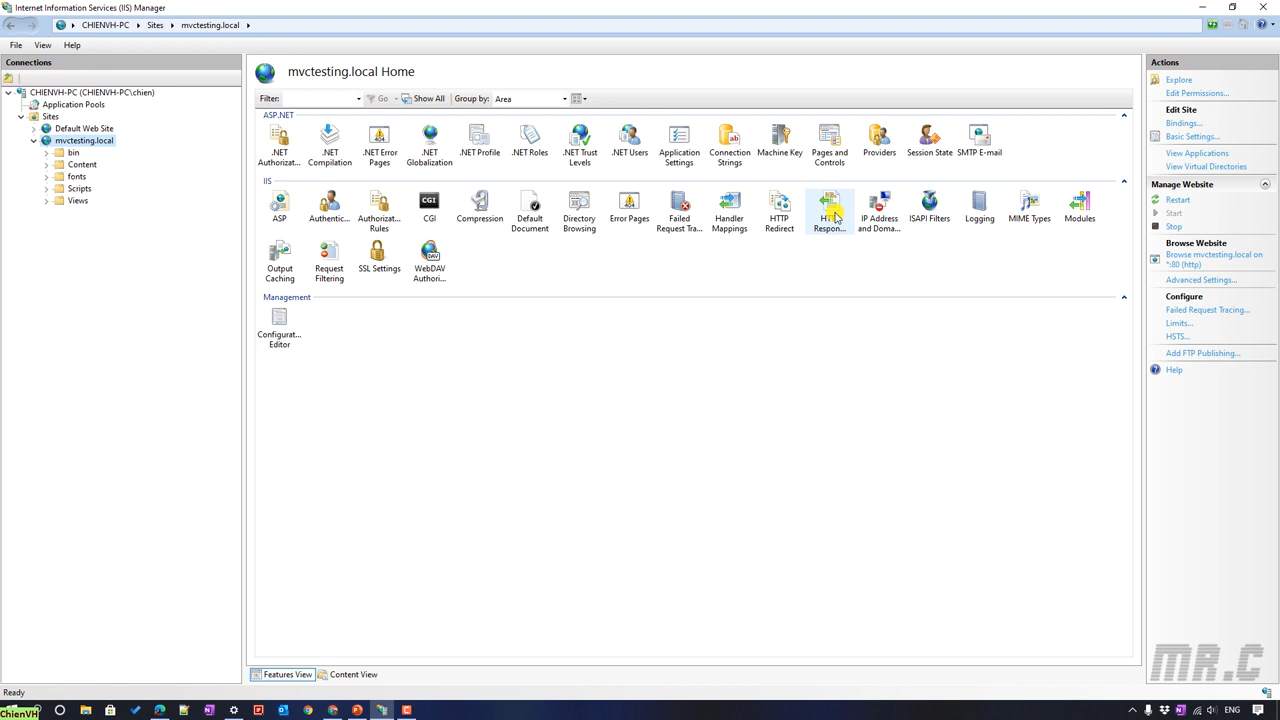 Internet Information Services (IIS) Manager
CHIENVH-PC
Sites
mvctesting.local
File
View
Help
Connections
CHIENVH-PC (CHIENVH-PC\chien)
Application Pools
Sites
Default Web Site
mvctesting.local
bin
Content
fonts
Scripts
Views
mvctesting.local Home
Filter:
Go
Show All
Group by:
Area
ASP.NET
.NET Authorizat...
.NET Compilation
.NET Error Pages
.NET Globalization
.NET Profile
.NET Roles
.NET Trust Levels
.NET Users
Application Settings
Connection Strings
Machine Key
Pages and Controls
Providers
Session State
SMTP E-mail
IIS
ASP
Authentic...
Authorizat... Rules
CGI
Compression
Default Document
Directory Browsing
Error Pages
Failed Request Tra...
Handler Mappings
HTTP Redirect
Respon...
IP Address and Doma...
ISAPI Filters
Logging
MIME Types
Modules
Output Caching
Request Filtering
SSL Settings
WebDAV Authori...
Management
Configurat... Editor
Features View
Content View
Ready
Actions
Explore
Edit Permissions...
Edit Site
Bindings...
Basic Settings...
View Applications
View Virtual Directories
Manage Website
Restart
Start
Stop
Browse Website
Browse mvctesting.local on
*:80 (http)
Advanced Settings...
Configure
Failed Request Tracing...
Limits...
HSTS...
Add FTP Publishing...
Help
MR.C
ChienVH
ENG